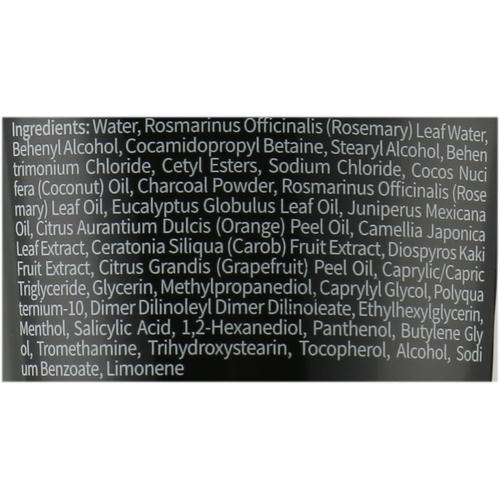 Ingredients: Water, Rosmarinus Officinalis (Rosemary) Leaf Water,
Behenyl Alcohol, Cocamidopropyl Betaine, Stearyl Alcohol, Behen
trimonium Chloride, Cetyl Esters, Sodium Chloride, Cocos Nuci
fera (Coconut) Oil, Charcoal Powder, Rosmarinus Officinalis (Rose
mary) Leaf Oil, Eucalyptus Globulus Leaf Oil, Juniperus Mexicana
Oil, Citrus Aurantium Dulcis (Orange) Peel Oil, Camellia Japonica
Leaf Extract, Ceratonia Siliqua (Carob) Fruit Extract, Diospyros Kaki
Fruit Extract, Citrus Grandis (Grapefruit) Peel Oil, Caprylic/Capric
Triglyceride, Glycerin, Methylpropanediol, Caprylyl Glycol, Polyqua
ternium-10, Dimer Dilinoleyl Dimer Dilinoleate, Ethylhexylglycerin,
Menthol, Salicylic Acid, 1,2-Hexanediol, Panthenol, Butylene Gly
ol, Tromethamine, Trihydroxystearin, Tocopherol, Alcohol, Sodi
um Benzoate, Limonene